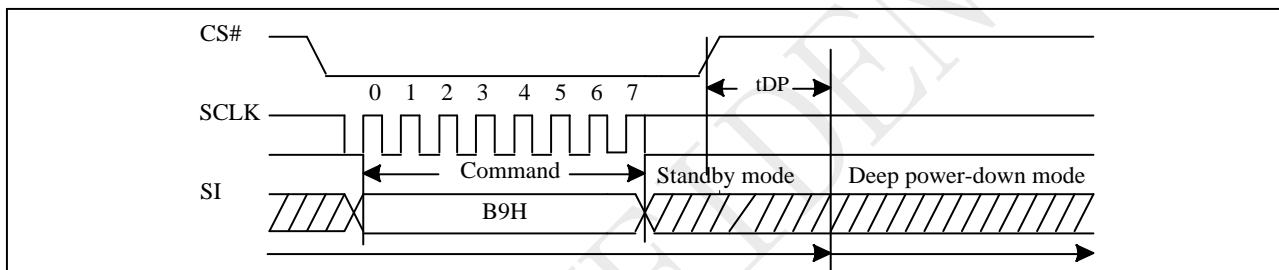 CS#
tDP
0 1 2 3 4 5 6 7
SCLK
Command
Standby mode
Deep power-down mode
SI
B9H